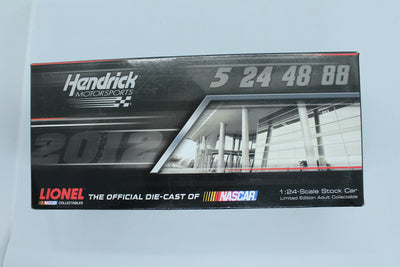 Hendrick
MOTORSPORTS
5 24 48 88
2012
LIONEL
NASCAR COLLECTABLES
THE OFFICIAL DIE-CAST OF NASCAR
1:24-Scale Stock Car
Limited Edition Adult Collectable